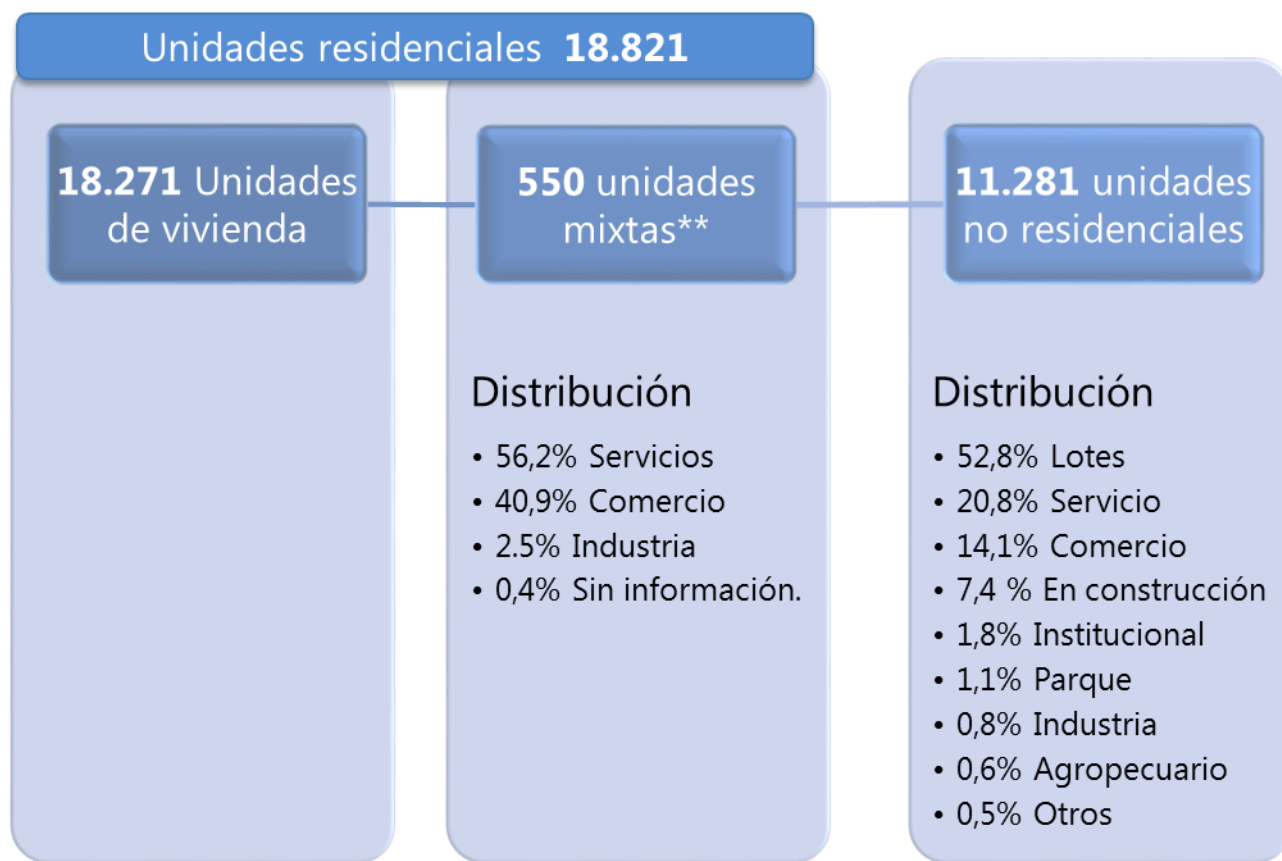 Unidades residenciales 18.821
18.271 Unidades
de vivienda
550 unidades
mixtas**
Distribución
• 56,2% Servicios
• 40,9% Comercio
• 2.5% Industria
• 0,4% Sin información.
11.281 unidades
no residenciales
Distribución
• 52,8% Lotes
• 20,8% Servicio
• 14,1% Comercio
• 7,4 % En construcción
• 1,8% Institucional
• 1,1% Parque
• 0,8% Industria
• 0,6% Agropecuario
• 0,5% Otros